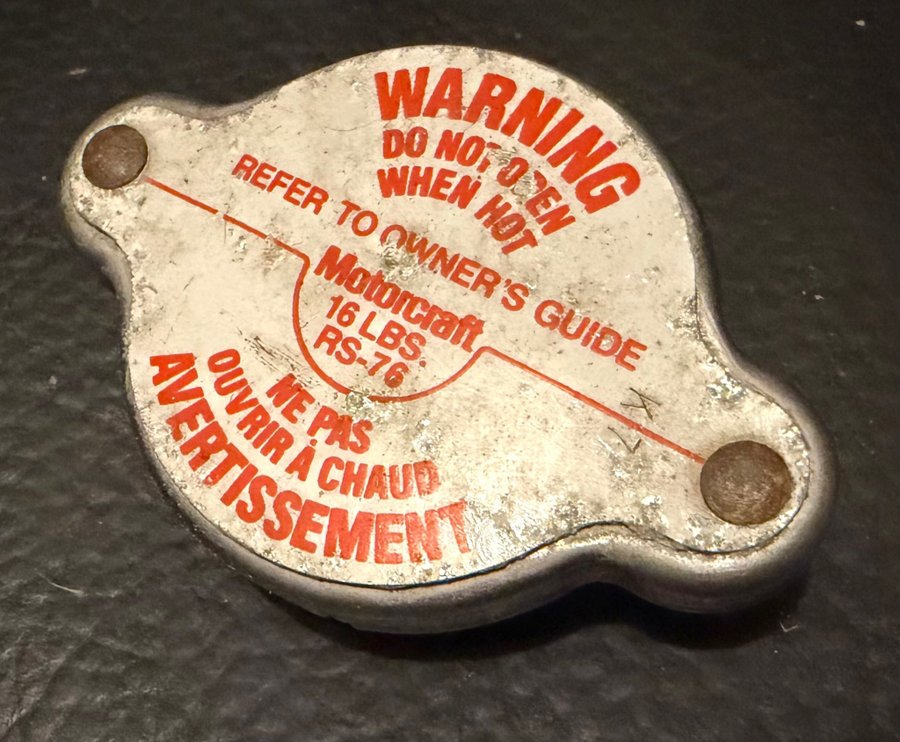 WARNING
DO NOT OPEN
WHEN HOT
REFER TO OWNER'S GUIDE
Motorcraft
16 LBS.
RS-76
NE PAS
OUVRIR À CHAUD
AVERTISSEMENT